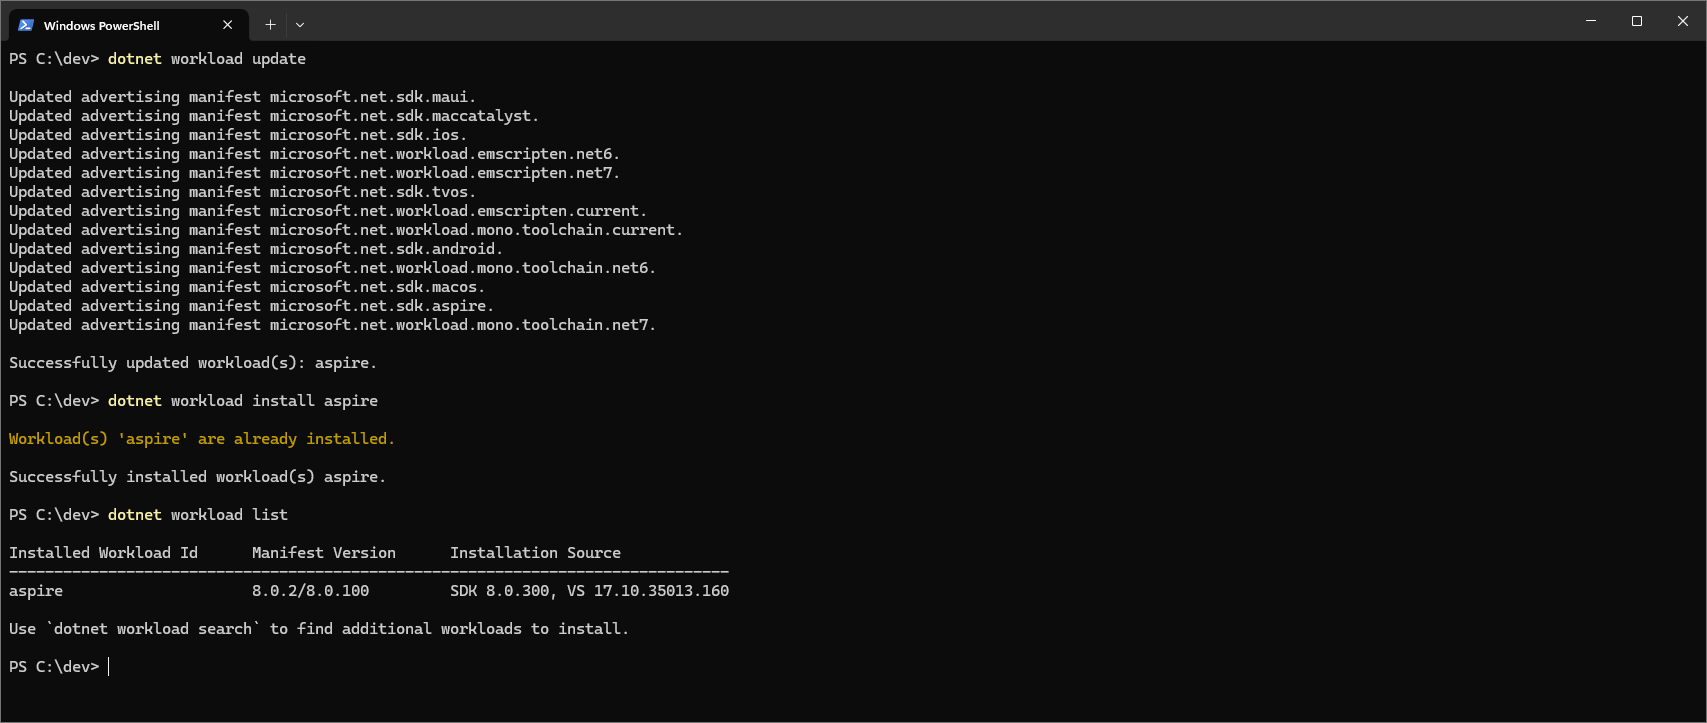 Windows PowerShell
PS C:\dev> dotnet workload update
Updated advertising manifest microsoft.net.sdk.maui.
Updated advertising manifest microsoft.net.sdk.maccatalyst.
Updated advertising manifest microsoft.net.sdk.ios.
Updated advertising manifest microsoft.net.workload.emscripten.net6.
Updated advertising manifest microsoft.net.workload.emscripten.net7.
Updated advertising manifest microsoft.net.sdk.tvos.
Updated advertising manifest microsoft.net.workload.emscripten.current.
Updated advertising manifest microsoft.net.workload.mono.toolchain.current.
Updated advertising manifest microsoft.net.sdk.android.
Updated advertising manifest microsoft.net.workload.mono.toolchain.net6.
Updated advertising manifest microsoft.net.sdk.macos.
Updated advertising manifest microsoft.net.sdk.aspire.
Updated advertising manifest microsoft.net.workload.mono.toolchain.net7.
Successfully updated workload(s): aspire.
PS C:\dev> dotnet workload install aspire
Workload(s) 'aspire' are already installed.
Successfully installed workload(s) aspire.
PS C:\dev> dotnet workload list
Installed Workload Id      Manifest Version      Installation Source
--------------------------------------------------------------------------------
aspire                     8.0.2/8.0.100         SDK 8.0.300, VS 17.10.35013.160
Use `dotnet workload search` to find additional workloads to install.
PS C:\dev>